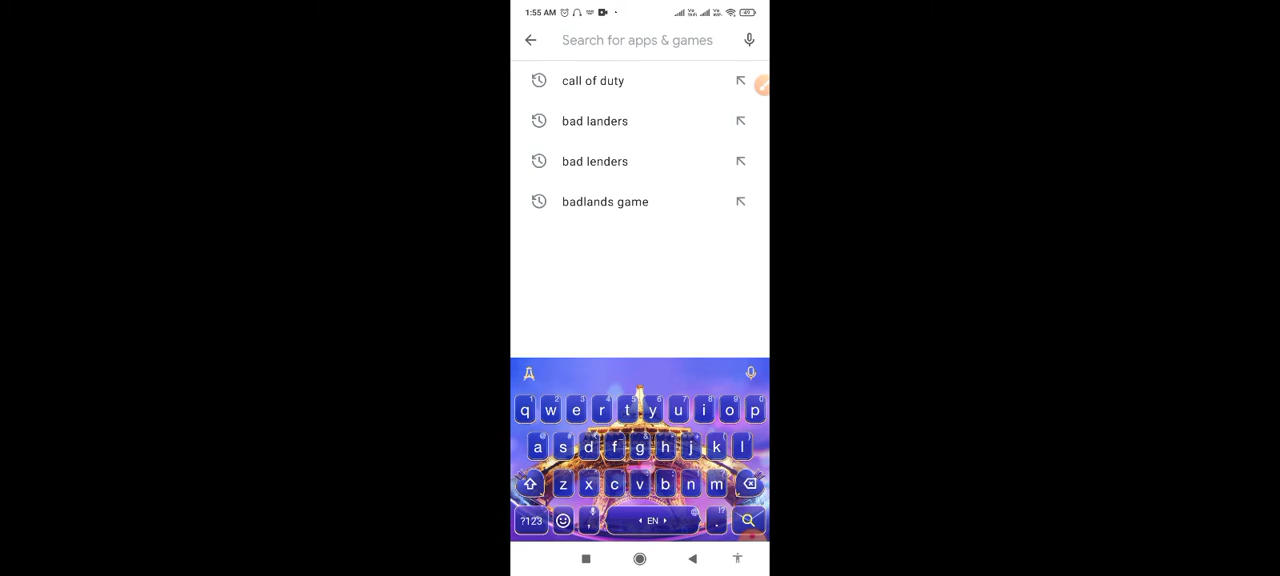 1:55 AM
Search for apps & games
call of duty
bad landers
bad lenders
badlands game
q w e r t y u i o p
a s d f g h j k l
z x c v b n m
?123 , EN .